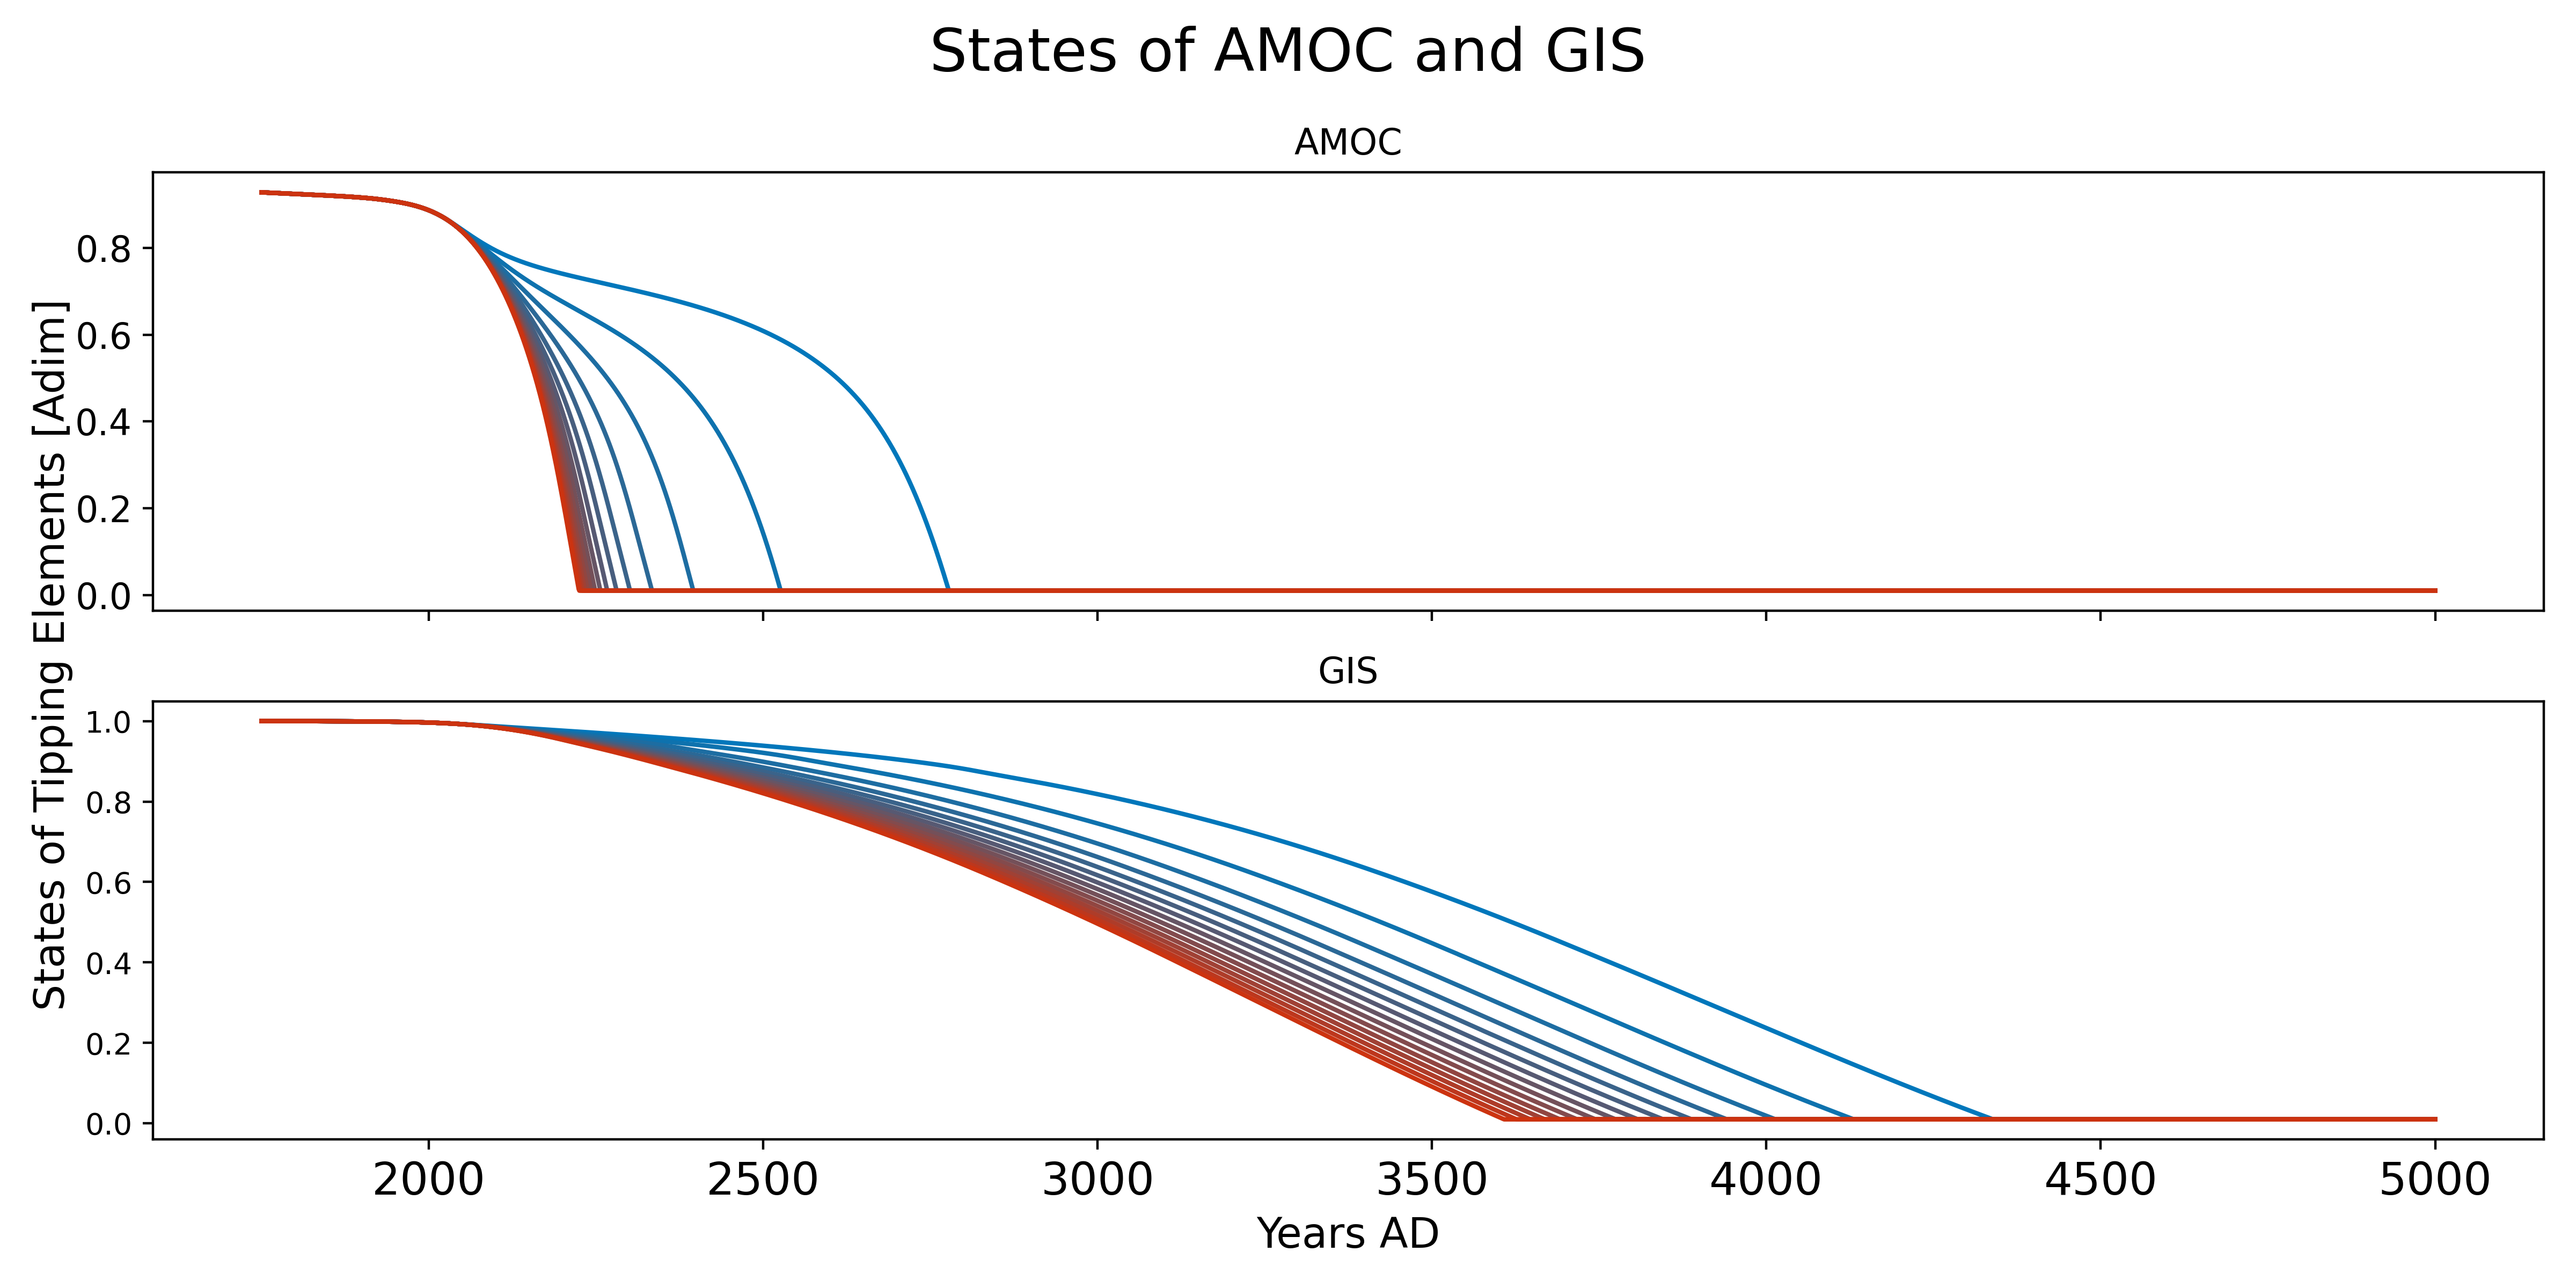 States of AMOC and GIS
AMOC
0.8
0.6
0.4
0.2
0.0
States of Tipping Elements [Adim]
GIS
1.0
0.8
0.6
0.4
0.2
0.0
2000 2500 3000 3500 4000 4500 5000
Years AD